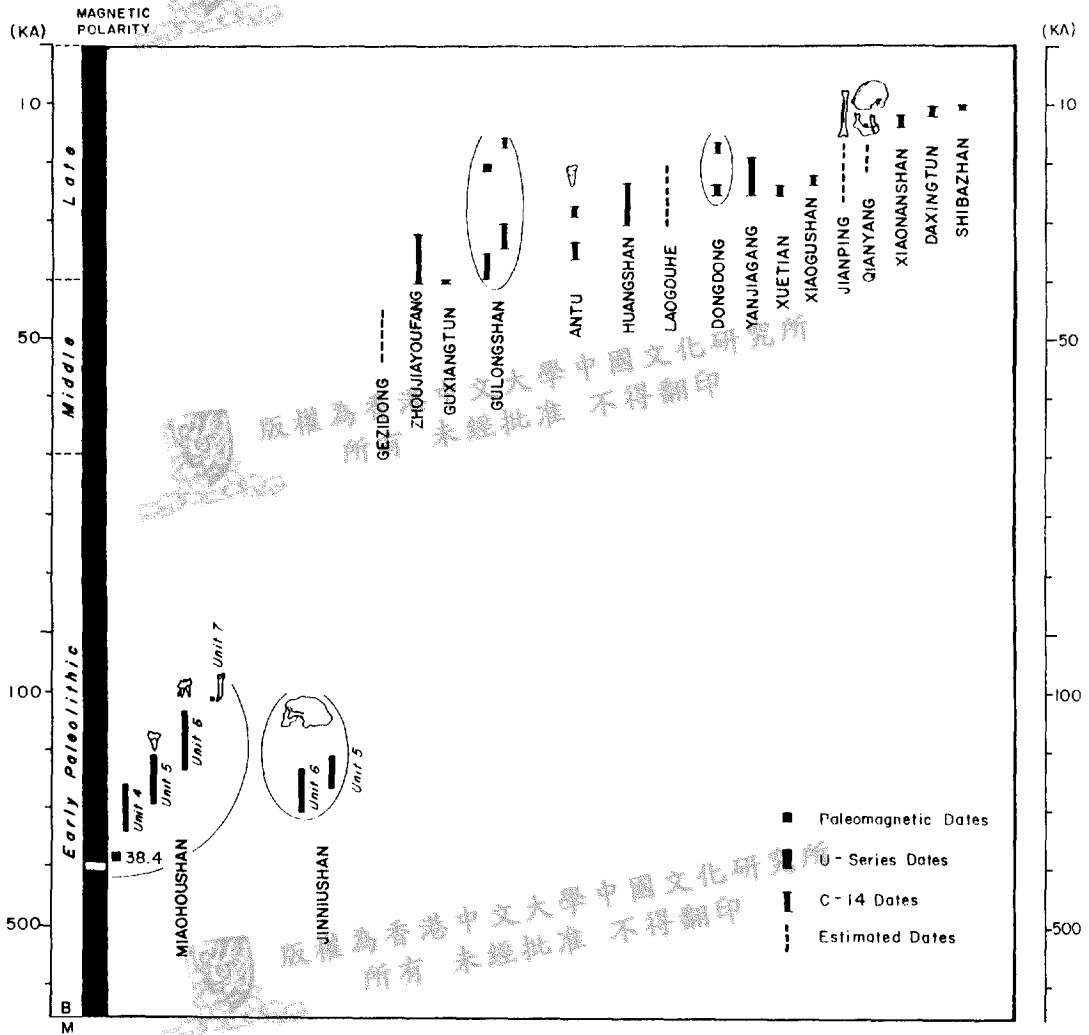 MAGNETIC
POLARITY
(KA)
(KA)
10
50
100
500
Late
Middle
Early Paleolithic
B
M
GEZIDONG
ZHOUJIAYOUFANG
GUXIANGTUN
GULONGSHAN
ANTU
HUANGSHAN
LAOGOUHE
DONGDONG
YANJIAGANG
XUETIAN
XIAOGUSHAN
JIANPING
QIANYANG
XIAONANSHAN
DAXINGTUN
SHIBAZHAN
10
50
100
500
版權為香港中文大學中國文化研究所
所有 未經批准 不得翻印
Unit 4
Unit 5
Unit 6
Unit 7
38.4
MIAOHOUSHAN
Unit 6
Unit 5
JINNIUSHAN
Paleomagnetic Dates
U - Series Dates
C - 14 Dates
Estimated Dates
版權為香港中文大學中國文化研究所
所有 未經批准 不得翻印